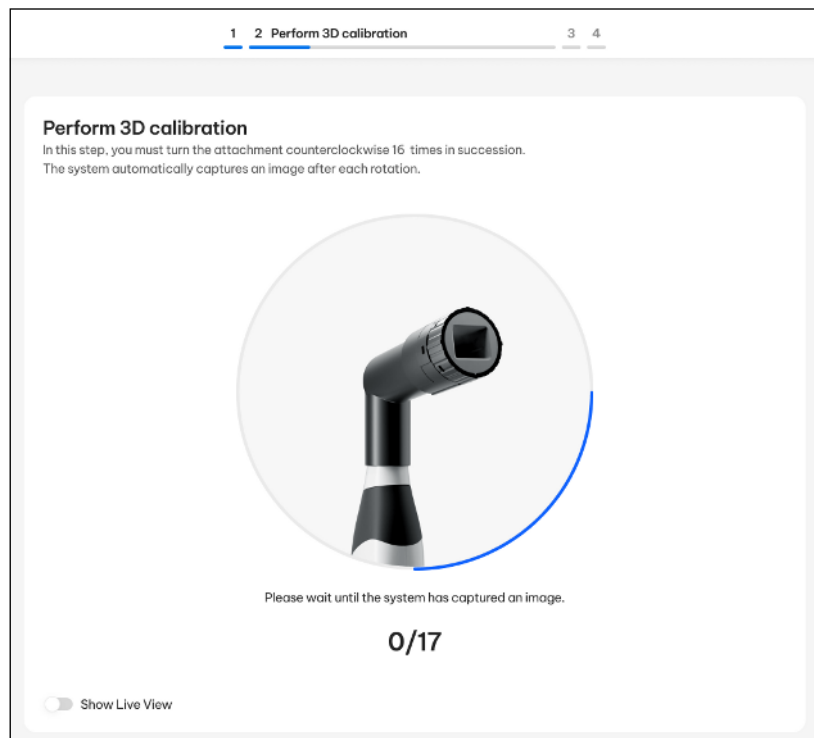 1 2 Perform 3D calibration 3 4
Perform 3D calibration
In this step, you must turn the attachment counterclockwise 16 times in succession.
The system automatically captures an image after each rotation.
Please wait until the system has captured an image.
0/17
Show Live View